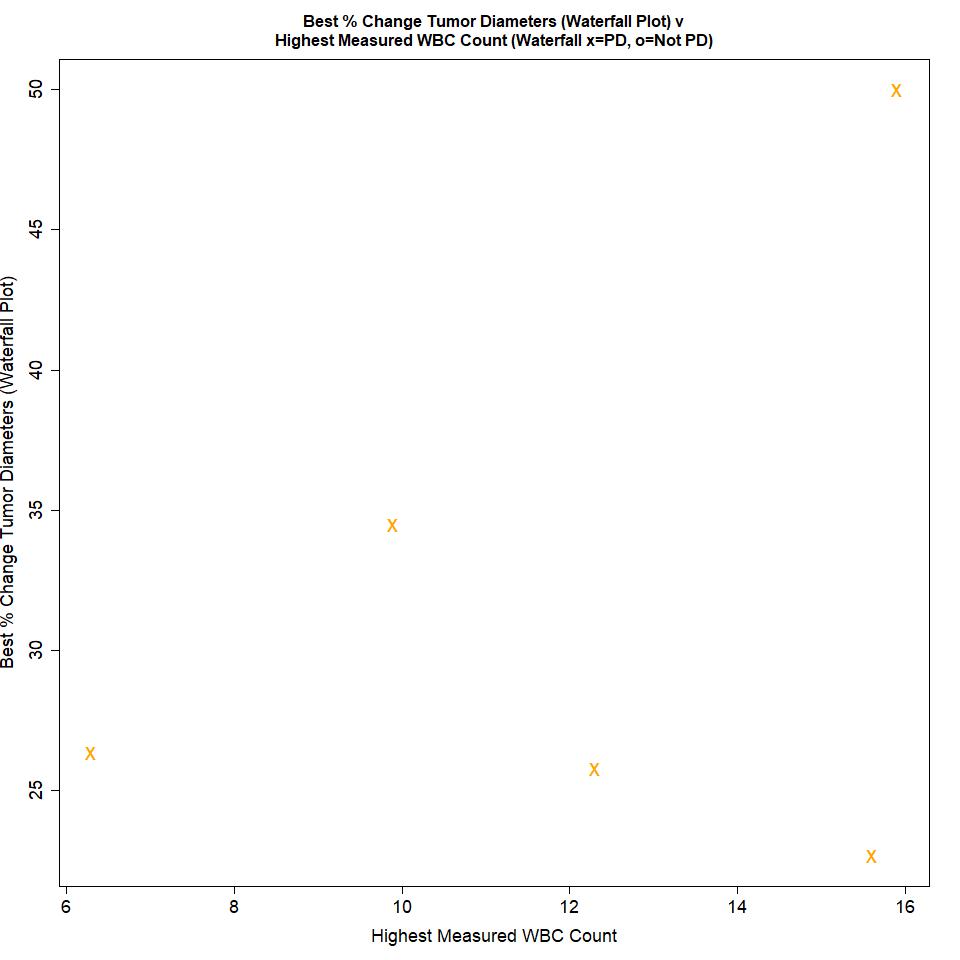 Best % Change Tumor Diameters (Waterfall Plot) v
Highest Measured WBC Count (Waterfall x=PD, o=Not PD)
Best % Change Tumor Diameters (Waterfall Plot)
50
45
40
35
30
25
X
X
X
X
X
6 8 10 12 14 16
Highest Measured WBC Count